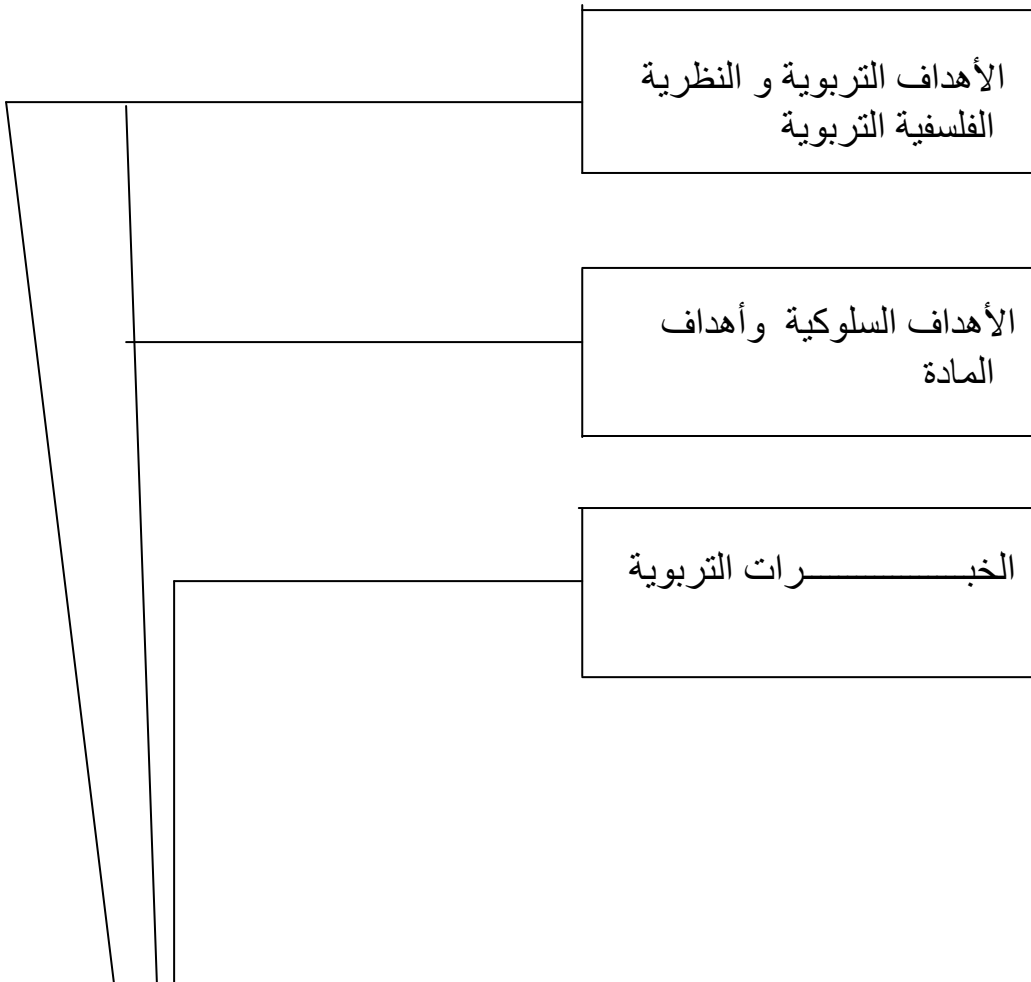 الأهداف التربوية و النظرية
الفلسفية التربوية
الأهداف السلوكية وأهداف
المادة
الخبــــــــــــرات التربوية